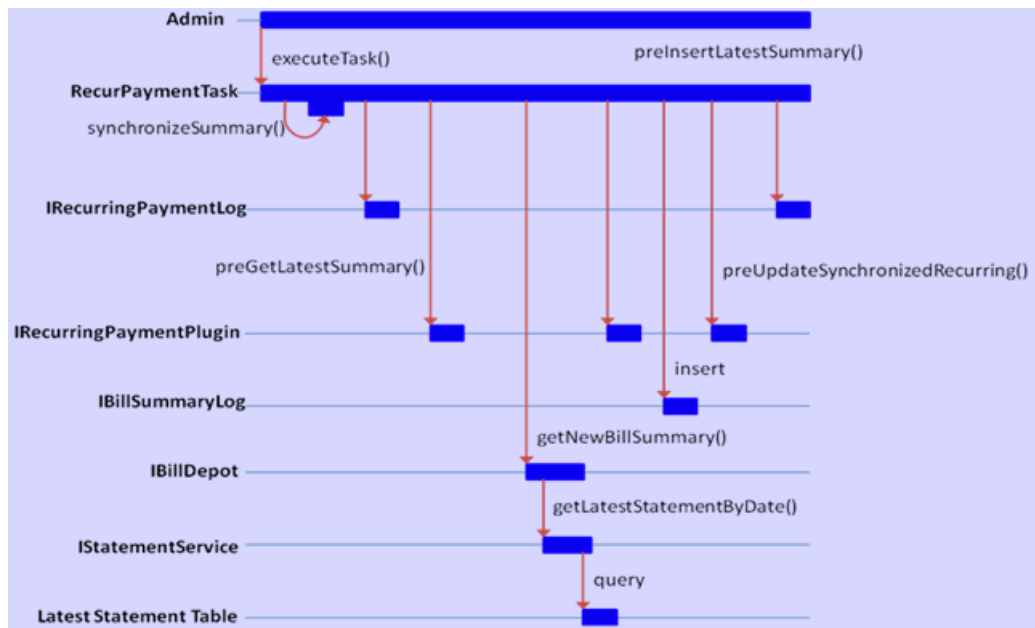 Admin
preInsertLatestSummary()
executeTask()
RecurPaymentTask
synchronizeSummary()
IRecurringPaymentLog
preGetLatestSummary()
preUpdateSynchronizedRecurring()
IRecurringPaymentPlugin
insert
IBillSummaryLog
getNewBillSummary()
IBillDepot
getLatestStatementByDate()
IStatementService
query
Latest Statement Table